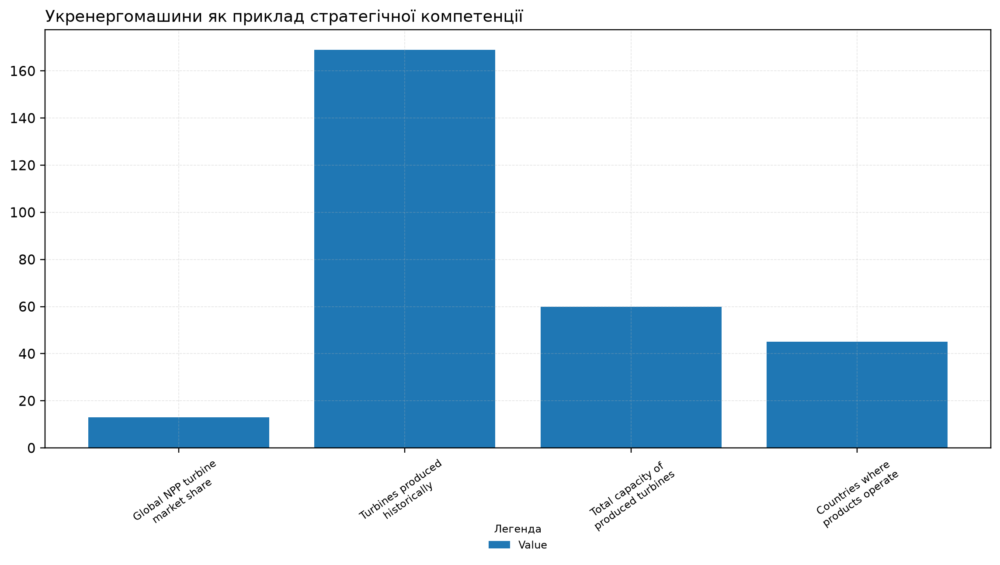 Укренергомашини як приклад стратегічної компетенції
160
140
120
100
80
60
40
20
0
Global NPP turbine
market share
Turbines produced
historically
Total capacity of
produced turbines
Countries where
products operate
Легенда
Value